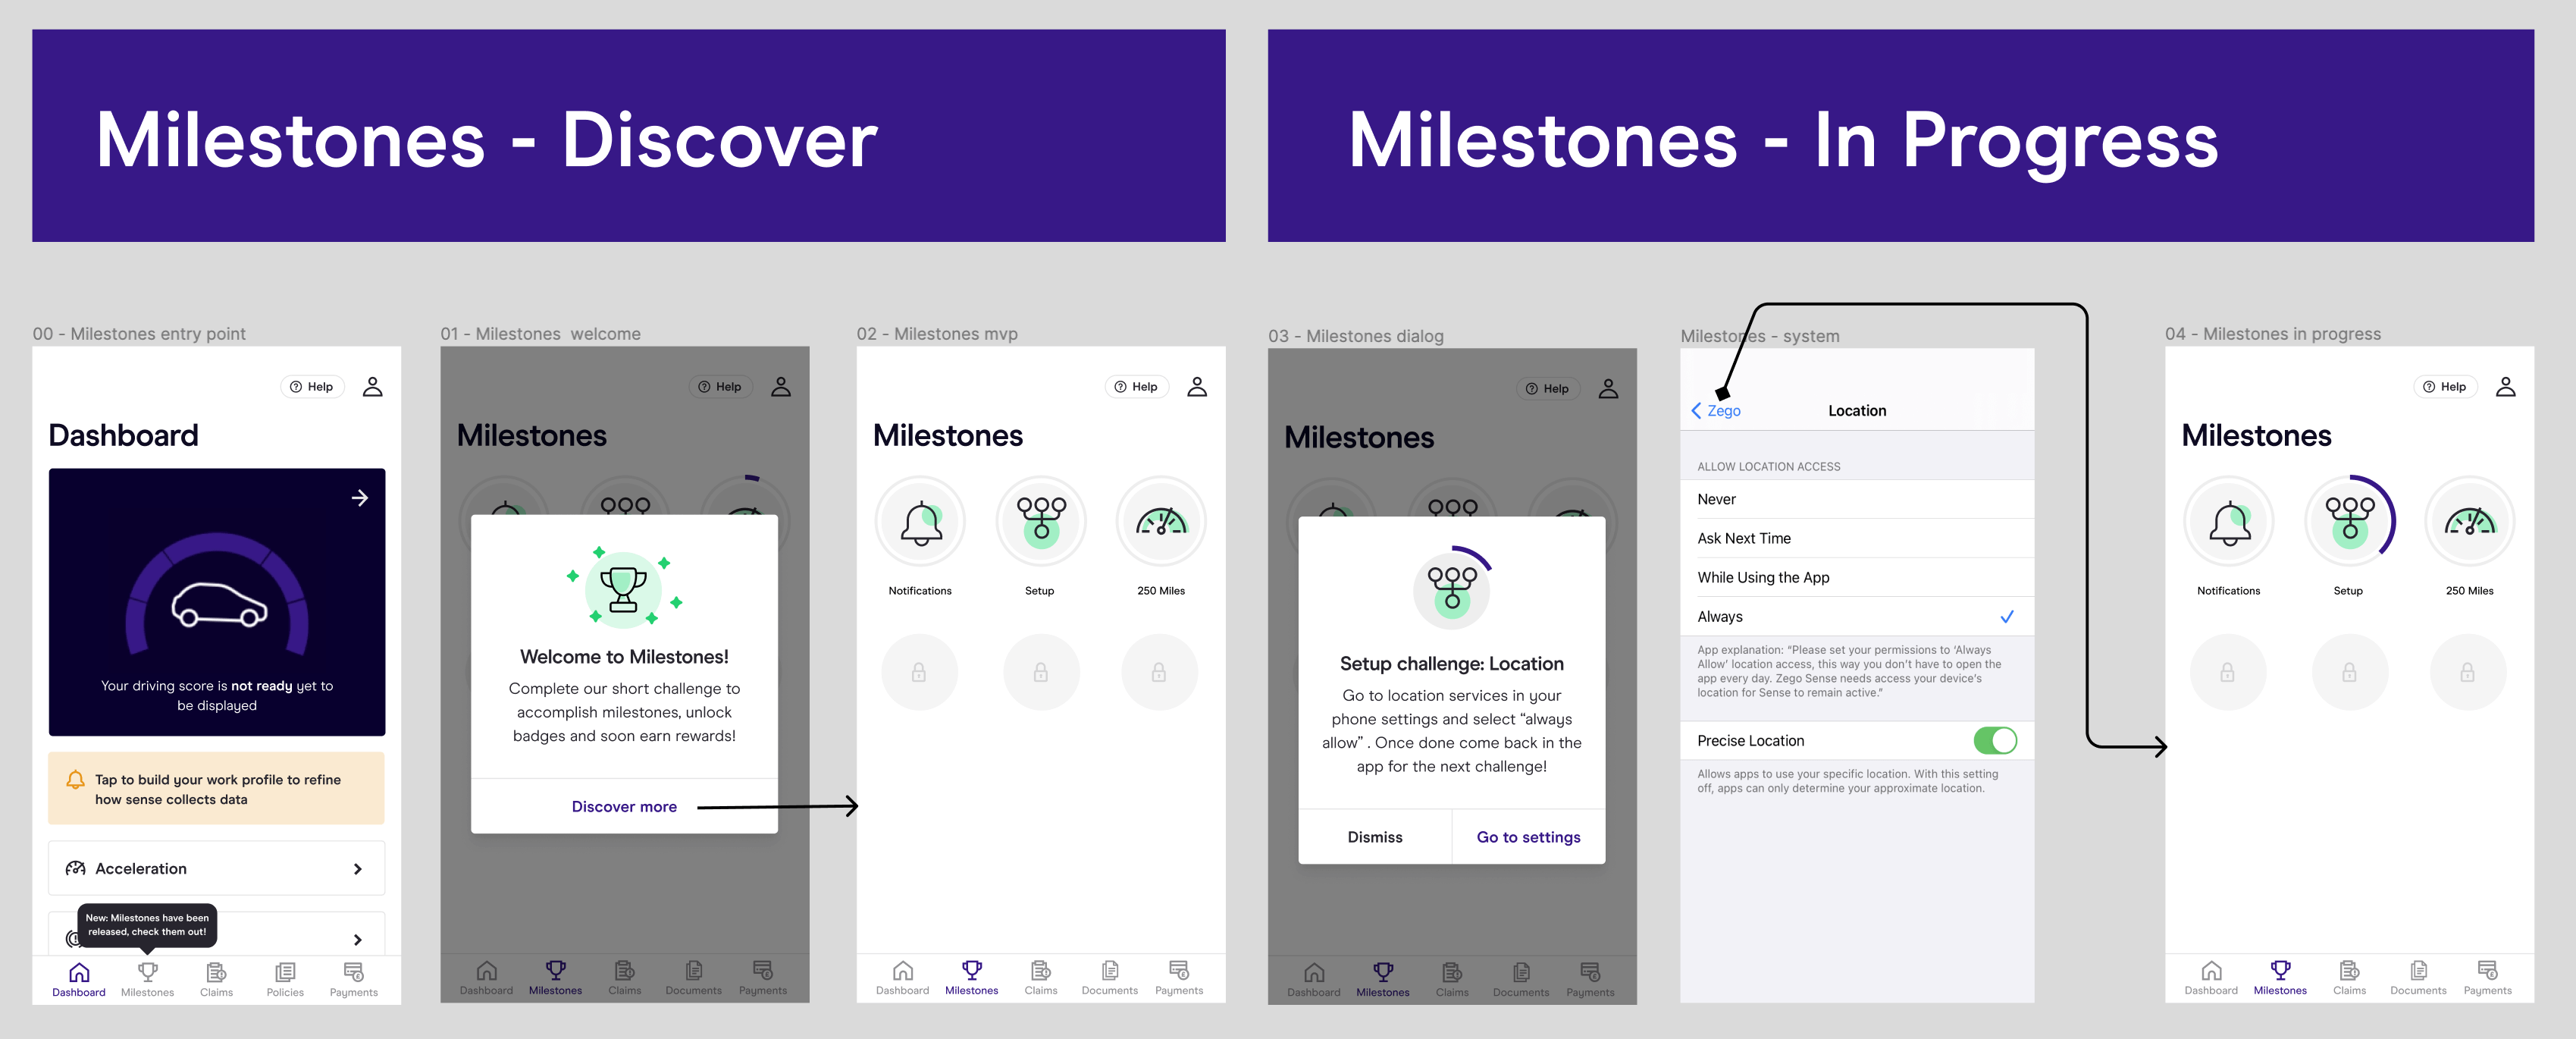 Milestones - Discover
Milestones - In Progress
00 - Milestones entry point
Help
Dashboard
Your driving score is not ready yet to
be displayed
Tap to build your work profile to refine
how sense collects data
Acceleration
New: Milestones have been
released, check them out!
Dashboard
Milestones
Claims
Policies
Payments
01 - Milestones  welcome
Help
Milestones
Welcome to Milestones!
Complete our short challenge to
accomplish milestones, unlock
badges and soon earn rewards!
Discover more
Dashboard
Milestones
Claims
Documents
Payments
02 - Milestones mvp
Help
Milestones
Notifications
Setup
250 Miles
Dashboard
Milestones
Claims
Documents
Payments
03 - Milestones dialog
Help
Milestones
Setup challenge: Location
Go to location services in your
phone settings and select “always
allow” . Once done come back in the
app for the next challenge!
Dismiss
Go to settings
Dashboard
Milestones
Claims
Documents
Payments
Milestones - system
Zego
Location
ALLOW LOCATION ACCESS
Never
Ask Next Time
While Using the App
Always
App explanation: “Please set your permissions to ‘Always
Allow’ location access, this way you don’t have to open the
app every day. Zego Sense needs access your device’s
location for Sense to remain active.”
Precise Location
Allows apps to use your specific location. With this setting
off, apps can only determine your approximate location.
04 - Milestones in progress
Help
Milestones
Notifications
Setup
250 Miles
Dashboard
Milestones
Claims
Documents
Payments